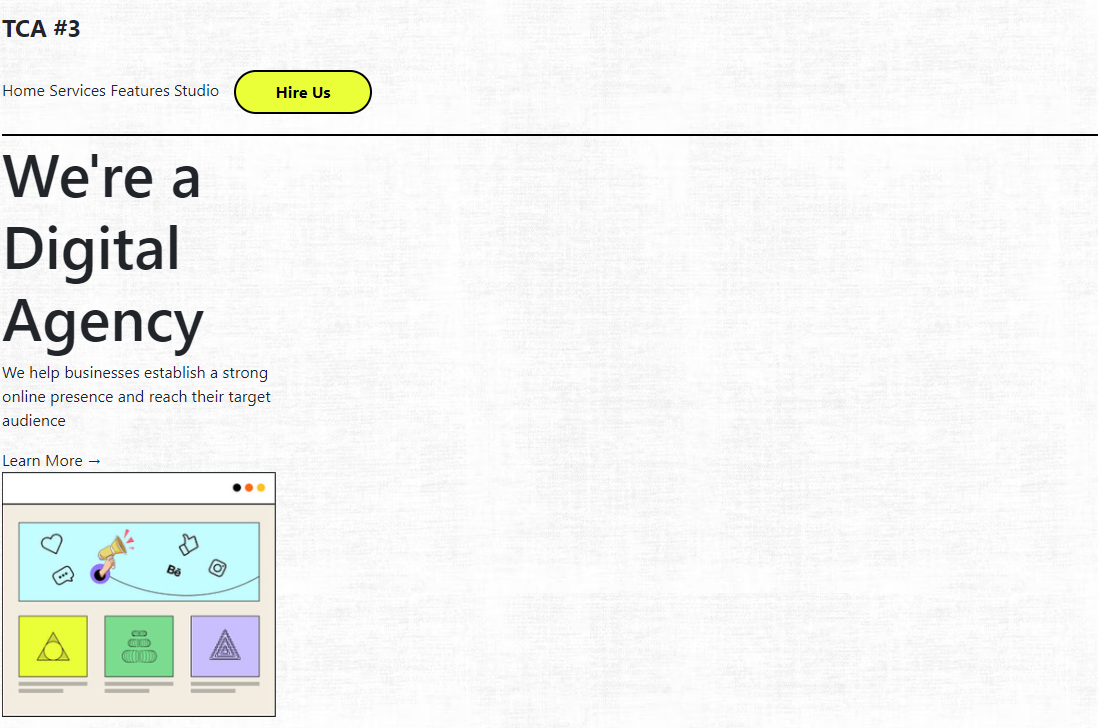 TCA #3
Home Services Features Studio Hire Us
We're a
Digital
Agency
We help businesses establish a strong
online presence and reach their target
audience
Learn More →
Bē